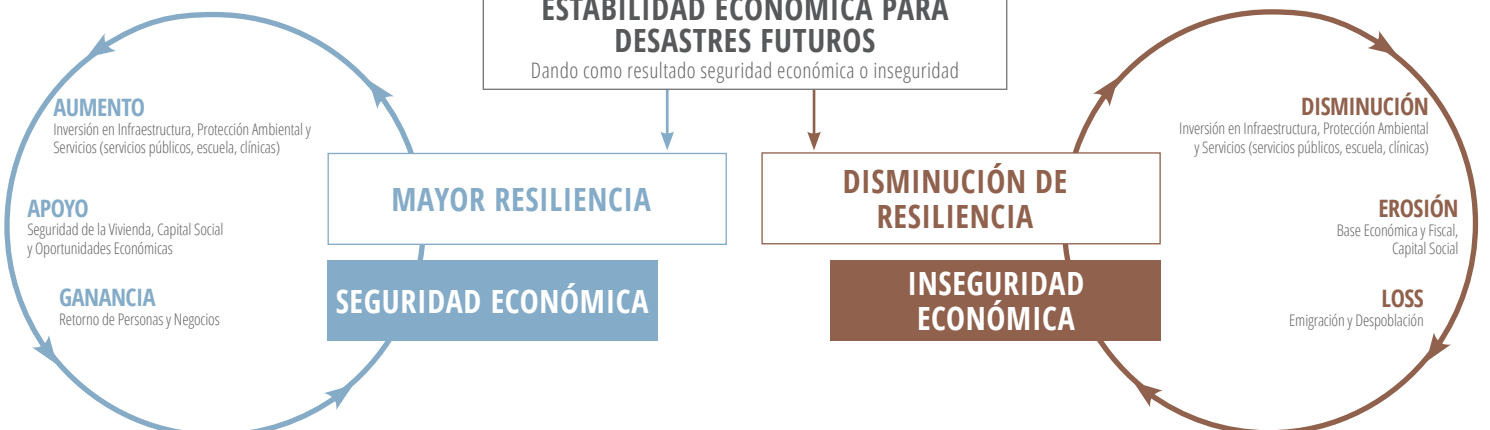 ESTABILIDAD ECONÓMICA PARA
DESASTRES FUTUROS
Dando como resultado seguridad económica o inseguridad
AUMENTO
Inversión en Infraestructura, Protección Ambiental y
Servicios (servicios públicos, escuela, clínicas)
APOYO
Seguridad de la Vivienda, Capital Social
y Oportunidades Económicas
GANANCIA
Retorno de Personas y Negocios
MAYOR RESILIENCIA
SEGURIDAD ECONÓMICA
DISMINUCIÓN DE
RESILIENCIA
INSEGURIDAD
ECONÓMICA
DISMINUCIÓN
Inversión en Infraestructura, Protección Ambiental
y Servicios (servicios públicos, escuela, clínicas)
EROSIÓN
Base Económica y Fiscal,
Capital Social
LOSS
Emigración y Despoblación